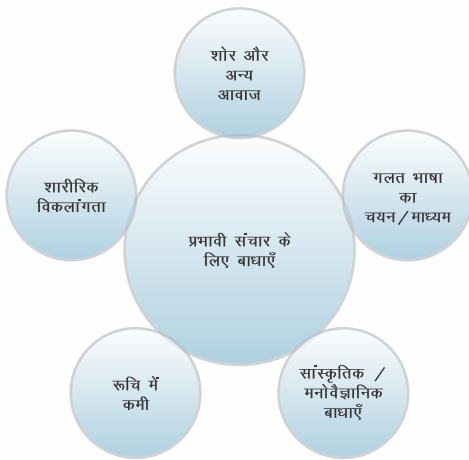 शोर और
अन्य
आवाज
गलत भाषा
का
चयन/माध्यम
शारीरिक
विकलांगता
प्रभावी संचार के
लिए बाधाएँ
रूचि में
कमी
सांस्कृतिक /
मनोवैज्ञानिक
बाधाएँ